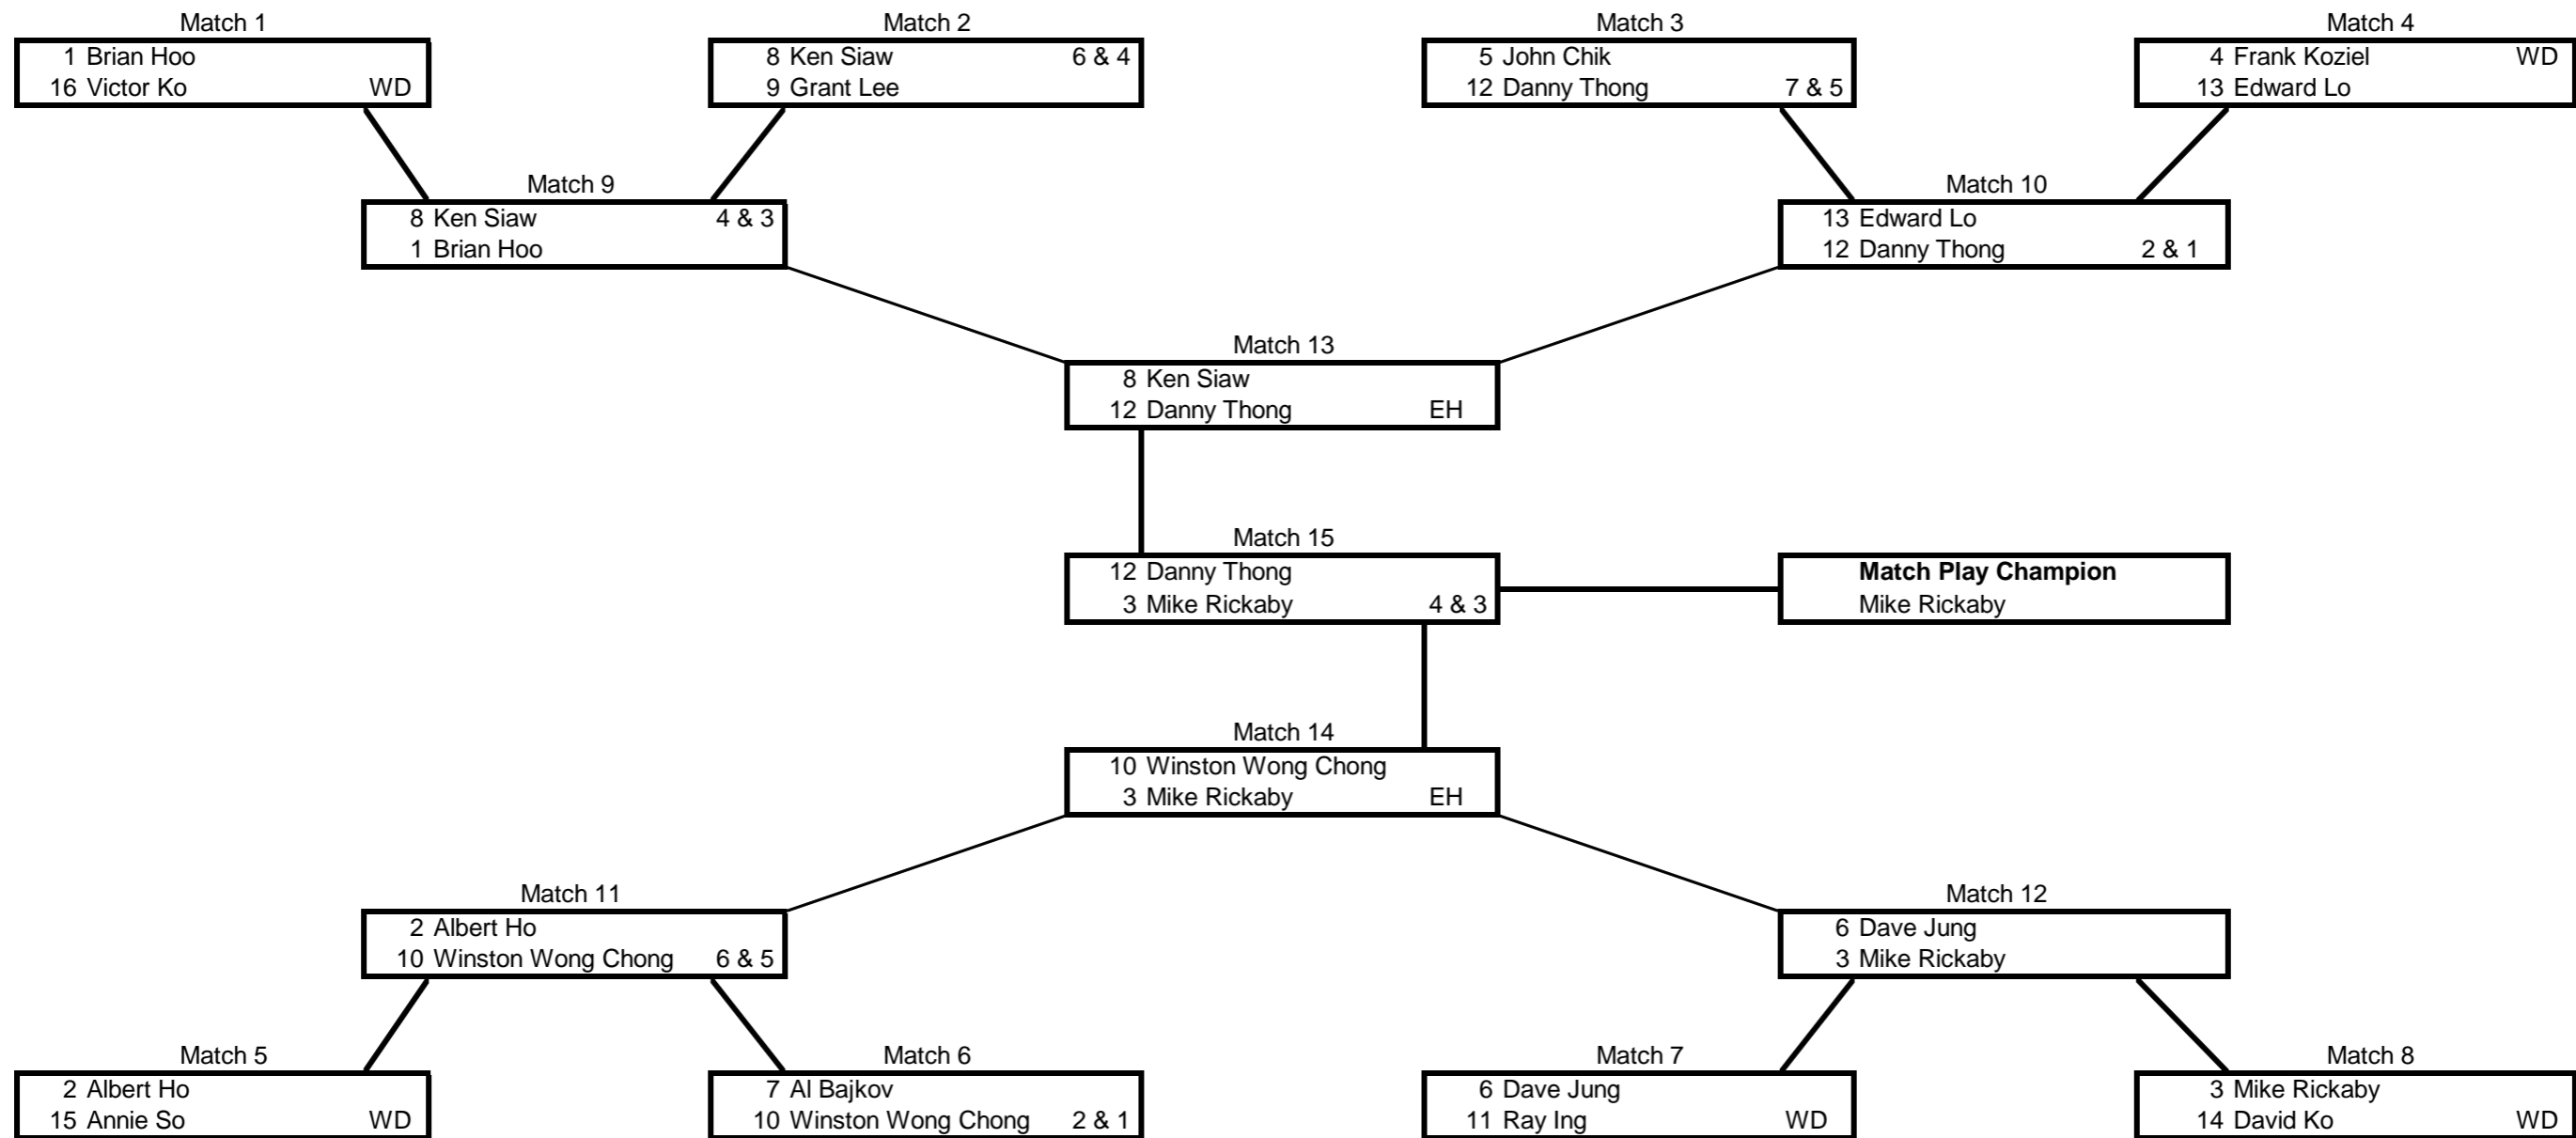 Match 1
1 Brian Hoo
16 Victor Ko WD
Match 2
8 Ken Siaw 6 & 4
9 Grant Lee
Match 3
5 John Chik
12 Danny Thong 7 & 5
Match 4
4 Frank Koziel WD
13 Edward Lo
Match 9
8 Ken Siaw 4 & 3
1 Brian Hoo
Match 10
13 Edward Lo
12 Danny Thong 2 & 1
Match 13
8 Ken Siaw
12 Danny Thong EH
Match 15
12 Danny Thong
3 Mike Rickaby 4 & 3
Match Play Champion
Mike Rickaby
Match 14
10 Winston Wong Chong
3 Mike Rickaby EH
Match 11
2 Albert Ho
10 Winston Wong Chong 6 & 5
Match 12
6 Dave Jung
3 Mike Rickaby
Match 5
2 Albert Ho
15 Annie So WD
Match 6
7 Al Bajkov
10 Winston Wong Chong 2 & 1
Match 7
6 Dave Jung
11 Ray Ing WD
Match 8
3 Mike Rickaby
14 David Ko WD